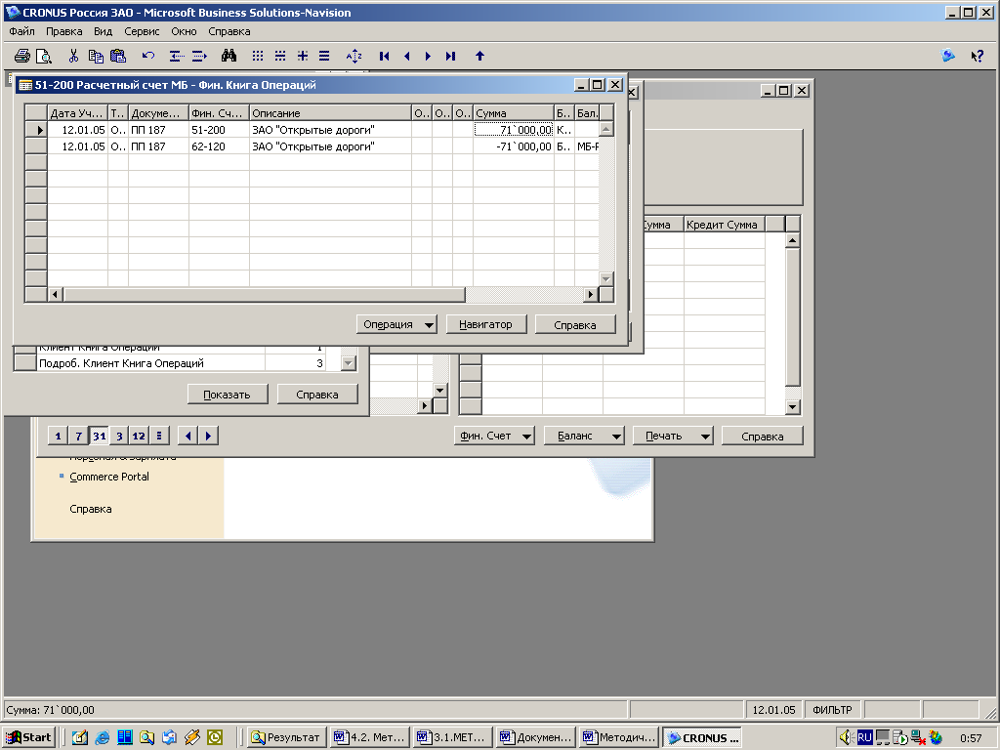 CRONUS Россия ЗАО - Microsoft Business Solutions-Navision
Файл Правка Вид Сервис Окно Справка
51-200 Расчетный счет МБ - Фин. Книга Операций
Дата Уч... Т.. Докуме... Фин. Сч... Описание О.. О.. О.. Сумма Б.. Бал.
12.01.05 О.. ПП 187 51-200 ЗАО "Открытые дороги" 71`000,00 К..
12.01.05 О.. ПП 187 62-120 ЗАО "Открытые дороги" -71`000,00 Б..
Кредит Сумма
Операция Навигатор Справка
Клиент Книга Операций 1
Подроб. Клиент Книга Операций 3
Показать Справка
1 7 31 3 12
Фин. Счет Баланс Печать Справка
Commerce Portal
Справка
Сумма: 71`000,00 12.01.05 ФИЛЬТР
Start Результат 4.2. Мет... 3.1.МЕТ... Докумен... Методич... CRONUS ... RU 0:57